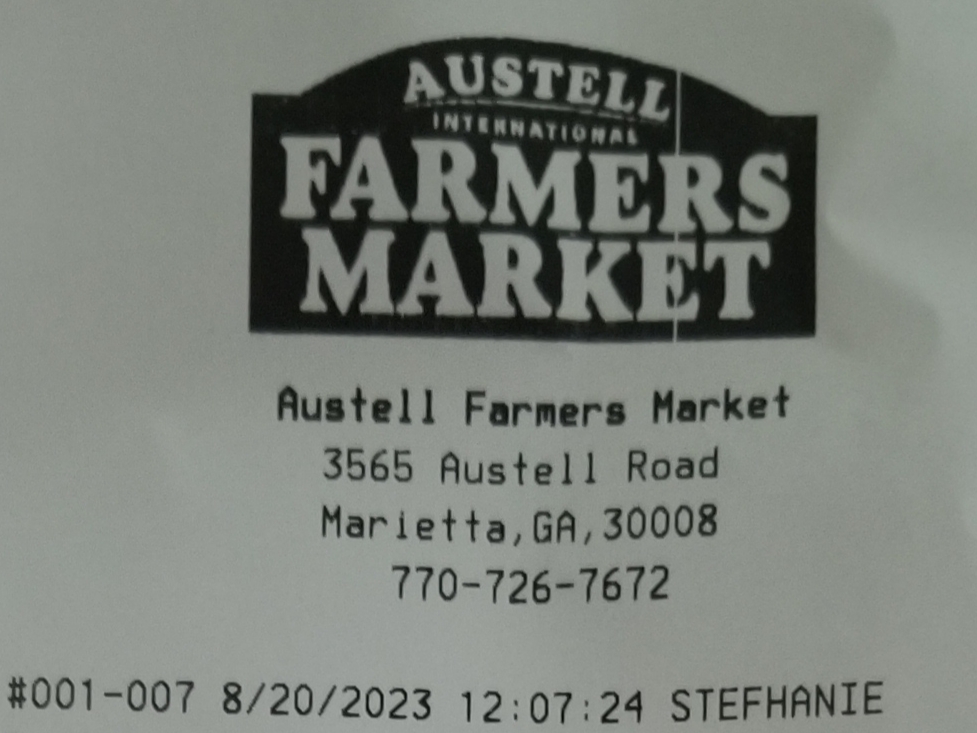 AUSTELL
INTERNATIONAL
FARMERS
MARKET
Austell Farmers Market
3565 Austell Road
Marietta,GA,30008
770-726-7672
#001-007 8/20/2023 12:07:24 STEFHANIE